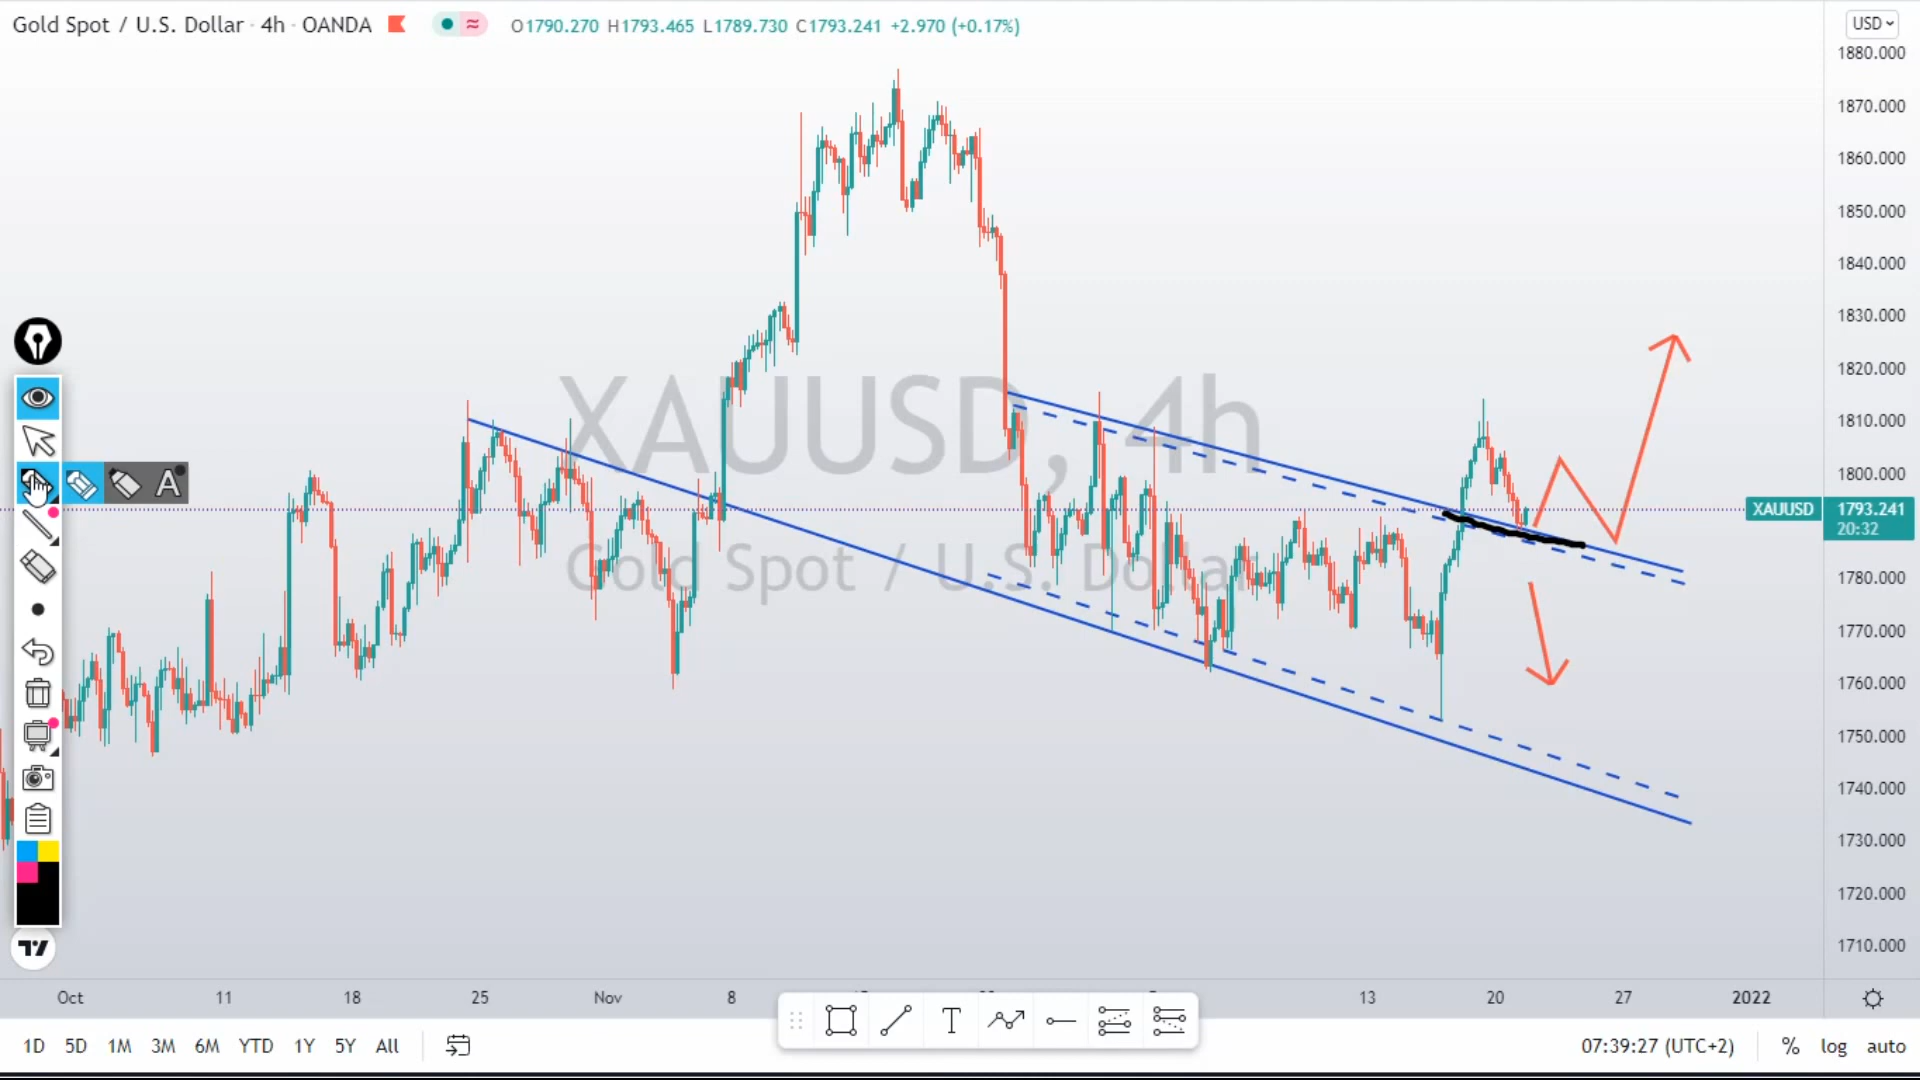 Gold Spot / U.S. Dollar · 4h · OANDA
O1790.270 H1793.465 L1789.730 C1793.241 +2.970 (+0.17%)
USD
1880.000
1870.000
1860.000
1850.000
1840.000
1830.000
1820.000
1810.000
1800.000
XAUUSD 1793.241
20:32
1780.000
1770.000
1760.000
1750.000
1740.000
1730.000
1720.000
1710.000
XAUUSD, 4h
Gold Spot / U.S. Dollar
A
Oct 11 18 25 Nov 8 13 20 27 2022
T
1D 5D 1M 3M 6M YTD 1Y 5Y All
07:39:27 (UTC+2) % log auto